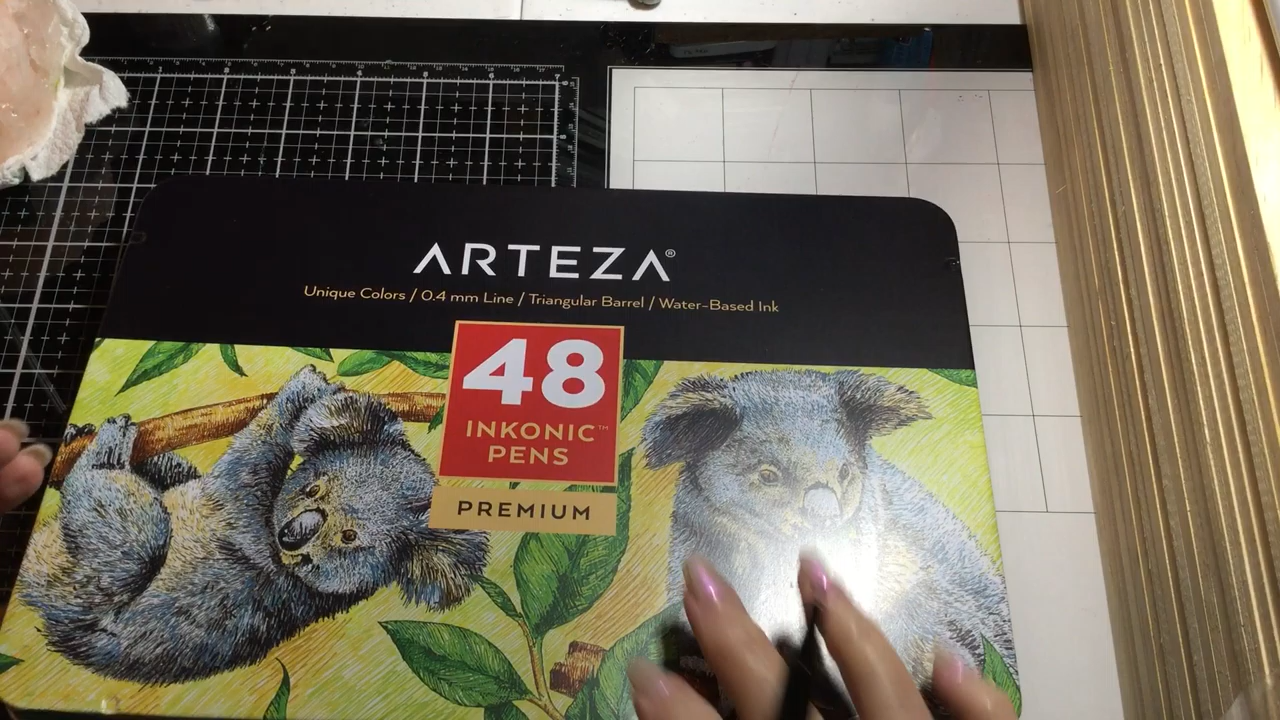 ARTEZA®
Unique Colors / 0.4 mm Line / Triangular Barrel / Water-Based Ink
48
INKONIC™
PENS
PREMIUM